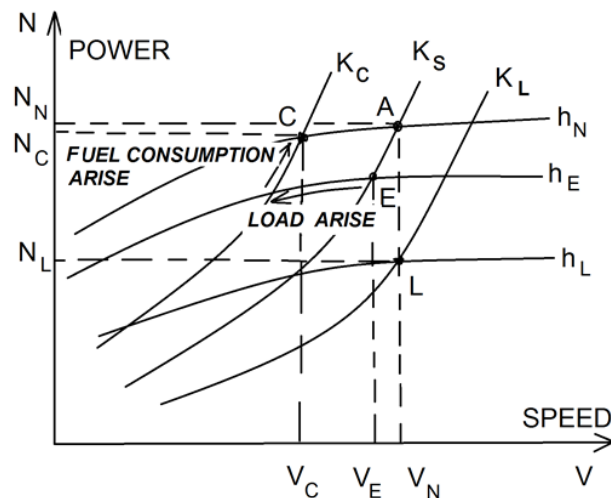 N
POWER
K_C
K_S
K_L
N_N
C
A
h_N
N_C
FUEL CONSUMPTION
ARISE
h_E
E
LOAD ARISE
N_L
h_L
L
SPEED
V_C
V_E
V_N
V